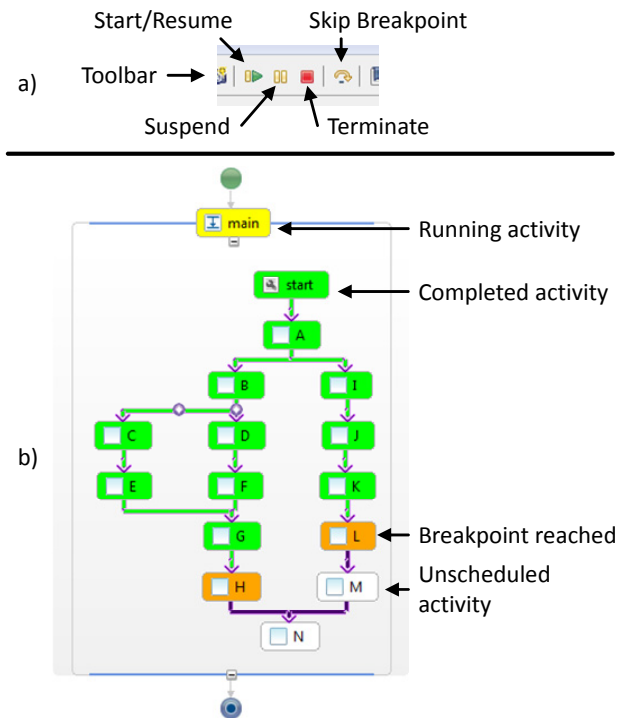 Start/Resume
Skip Breakpoint
Toolbar
a)
Suspend
Terminate
main
Running activity
start
Completed activity
A
B
I
C
D
J
b)
E
F
K
G
L
Breakpoint reached
H
M
Unscheduled
activity
N